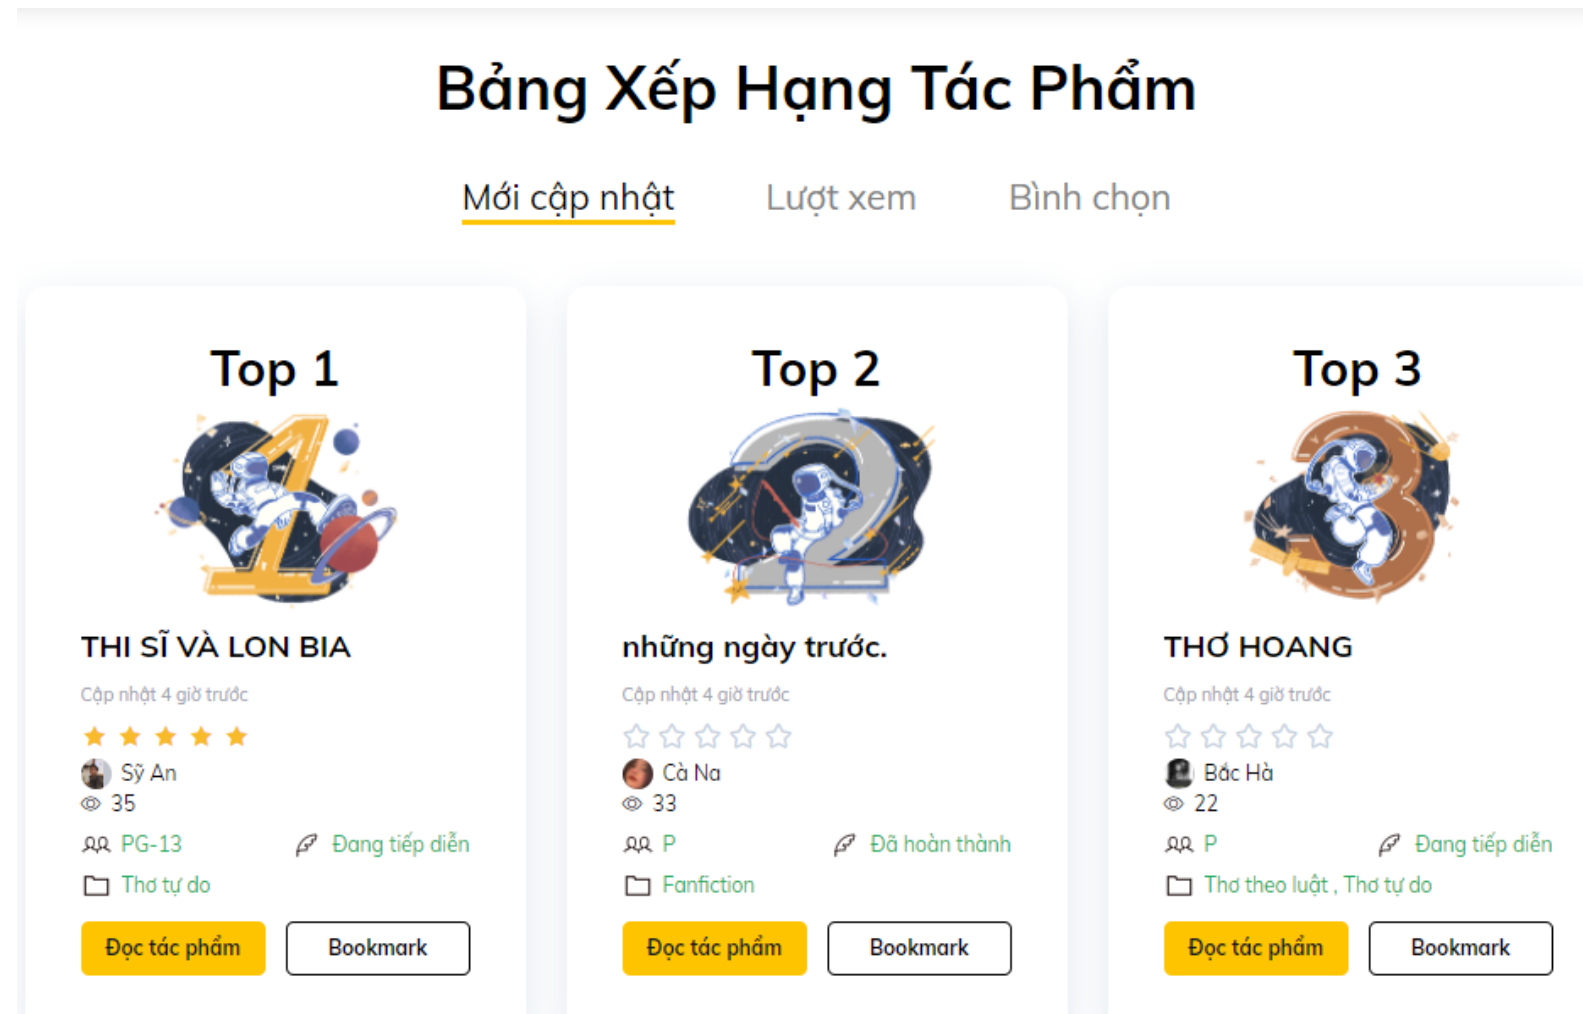 Bảng Xếp Hạng Tác Phẩm
Mới cập nhật Lượt xem Bình chọn
Top 1
THI SĨ VÀ LON BIA
Cập nhật 4 giờ trước
Sỹ An
35
PG-13 Đang tiếp diễn
Thơ tự do
Đọc tác phẩm Bookmark
Top 2
những ngày trước.
Cập nhật 4 giờ trước
Cà Na
33
P Đã hoàn thành
Fanfiction
Đọc tác phẩm Bookmark
Top 3
THƠ HOANG
Cập nhật 4 giờ trước
Bắc Hà
22
P Đang tiếp diễn
Thơ theo luật , Thơ tự do
Đọc tác phẩm Bookmark